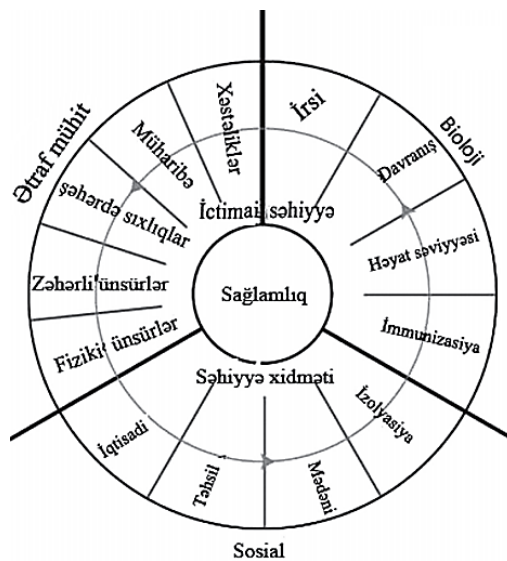 Ətraf mühit
Bioloji
Xəstəliklər
İrsi
Müharibə
Davranış
şəhərdə sıxlıqlar
İctimai səhiyyə
Həyat səviyyəsi
Zəhərli ünsürlər
Sağlamlıq
Fiziki ünsürlər
İmmunizasiya
Səhiyyə xidməti
İqtisadi
İzolyasiya
Təhsil
Mədəni
Sosial